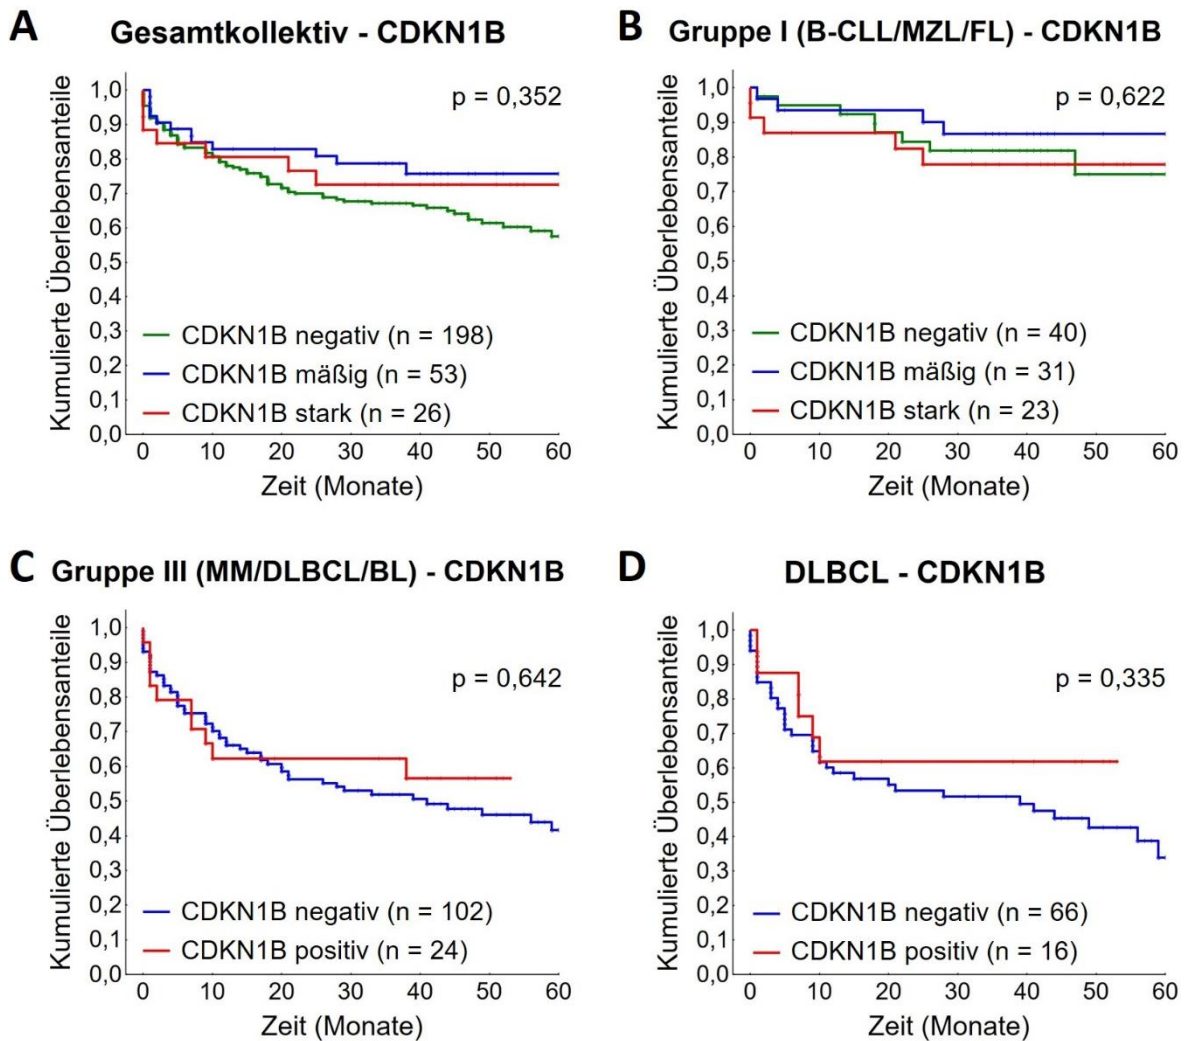 A
Gesamtkollektiv - CDKN1B
p = 0,352
Kumulierte Überlebensanteile
1,0
0,9
0,8
0,7
0,6
0,5
0,4
0,3
0,2
0,1
0,0
CDKN1B negativ (n = 198)
CDKN1B mäßig (n = 53)
CDKN1B stark (n = 26)
0 10 20 30 40 50 60
Zeit (Monate)
B
Gruppe I (B-CLL/MZL/FL) - CDKN1B
p = 0,622
Kumulierte Überlebensanteile
1,0
0,9
0,8
0,7
0,6
0,5
0,4
0,3
0,2
0,1
0,0
CDKN1B negativ (n = 40)
CDKN1B mäßig (n = 31)
CDKN1B stark (n = 23)
0 10 20 30 40 50 60
Zeit (Monate)
C
Gruppe III (MM/DLBCL/BL) - CDKN1B
p = 0,642
Kumulierte Überlebensanteile
1,0
0,9
0,8
0,7
0,6
0,5
0,4
0,3
0,2
0,1
0,0
CDKN1B negativ (n = 102)
CDKN1B positiv (n = 24)
0 10 20 30 40 50 60
Zeit (Monate)
D
DLBCL - CDKN1B
p = 0,335
Kumulierte Überlebensanteile
1,0
0,9
0,8
0,7
0,6
0,5
0,4
0,3
0,2
0,1
0,0
CDKN1B negativ (n = 66)
CDKN1B positiv (n = 16)
0 10 20 30 40 50 60
Zeit (Monate)